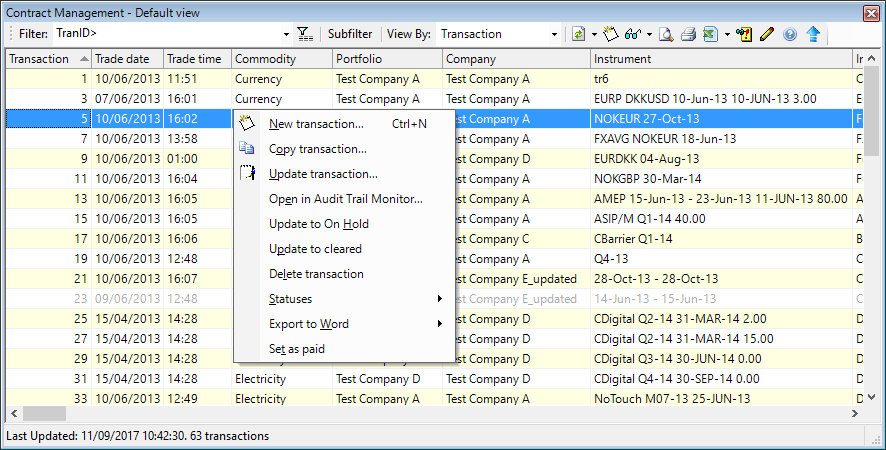 Contract Management - Default view
Filter: TranID> Subfilter View By: Transaction
Transaction Trade date Trade time Commodity Portfolio Company Instrument In
1 10/06/2013 11:51 Currency Test Company A Test Company A tr6 C
3 07/06/2013 16:01 Currency Test Company A Test Company A EURP DKKUSD 10-Jun-13 10-JUN-13 3.00 E
5 10/06/2013 16:02 est Company A NOKEUR 27-Oct-13 F
7 10/06/2013 13:58 est Company A FXAVG NOKEUR 18-Jun-13 F
9 10/06/2013 01:00 est Company D EURDKK 04-Aug-13 F
11 10/06/2013 16:04 est Company A NOKGBP 30-Mar-14 F
13 10/06/2013 16:05 est Company A AMEP 15-Jun-13 - 23-Jun-13 11-JUN-13 80.00 A
15 10/06/2013 16:05 est Company A ASIP/M Q1-14 40.00 A
17 10/06/2013 16:06 est Company C CBarrier Q1-14 B
19 10/06/2013 12:48 est Company A Q4-13 E
21 10/06/2013 16:07 est Company E_updated 28-Oct-13 - 28-Oct-13 C
23 09/06/2013 12:48 est Company E_updated 14-Jun-13 - 15-Jun-13 C
25 15/04/2013 14:28 est Company D CDigital Q2-14 31-MAR-14 2.00 D
27 15/04/2013 14:28 est Company D CDigital Q2-14 31-MAR-14 15.00 D
29 15/04/2013 14:28 est Company D CDigital Q3-14 30-JUN-14 0.00 D
31 15/04/2013 14:28 Electricity Test Company D Test Company D CDigital Q4-14 30-SEP-14 0.00 D
33 10/06/2013 12:49 Electricity Test Company A Test Company A NoTouch M07-13 25-JUN-13
New transaction... Ctrl+N
Copy transaction...
Update transaction...
Open in Audit Trail Monitor...
Update to On Hold
Update to cleared
Delete transaction
Statuses
Export to Word
Set as paid
Last Updated: 11/09/2017 10:42:30. 63 transactions